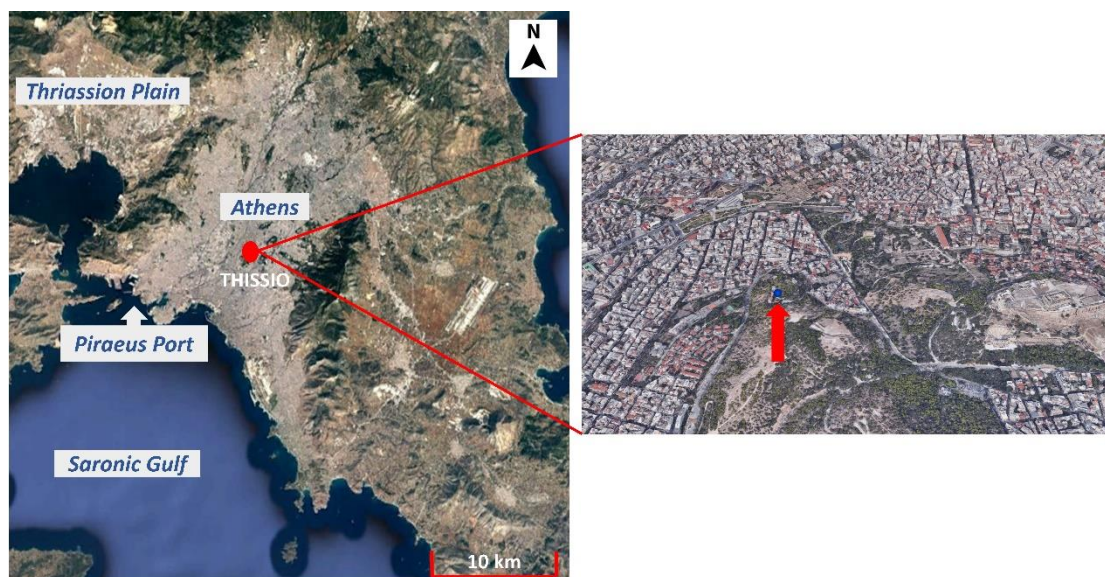 N
Thriassion Plain
Athens
THISSIO
Piraeus Port
Saronic Gulf
10 km